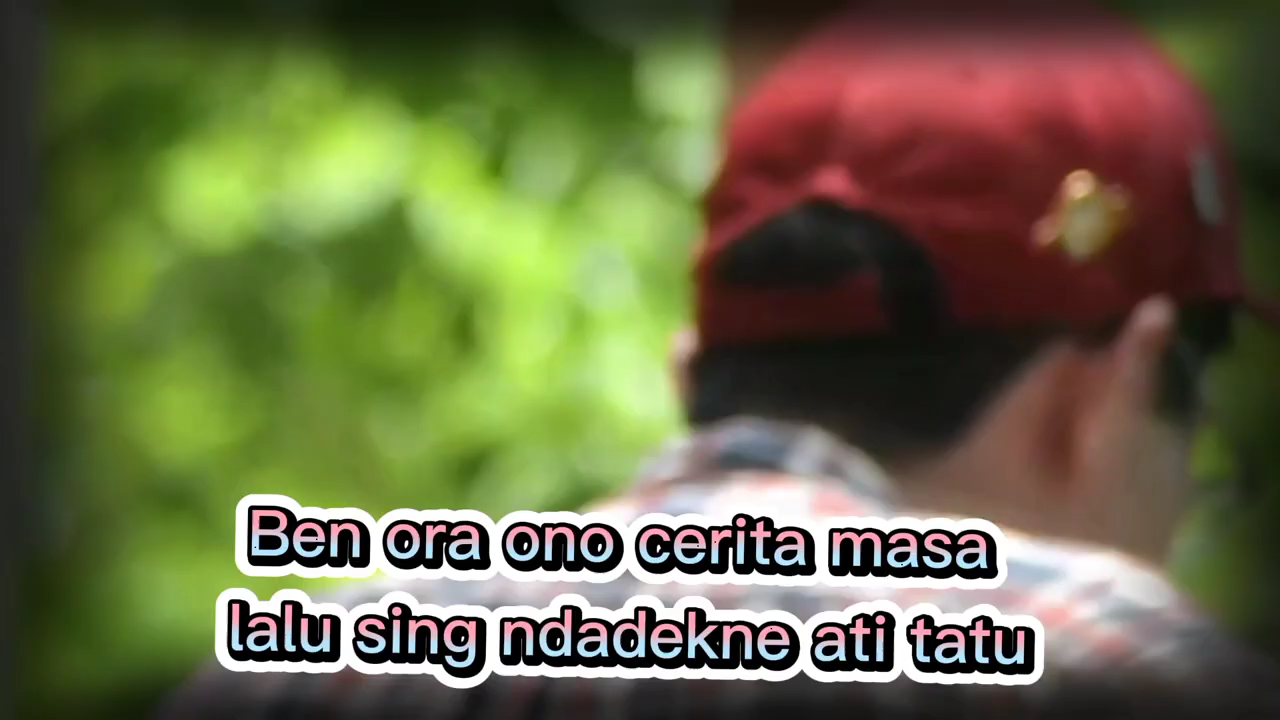 Ben ora ono cerita masa
lalu sing ndadekne ati tatu